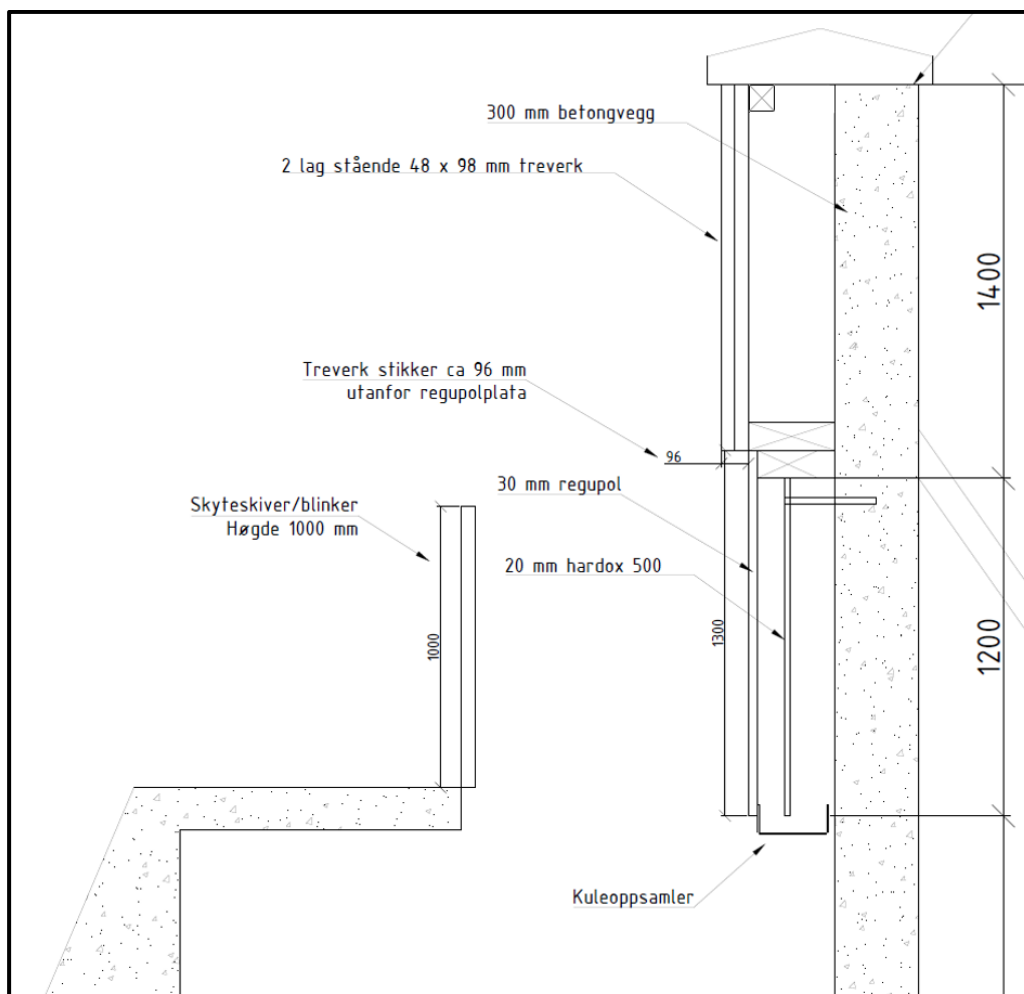 300 mm betongvegg
2 lag stående 48 x 98 mm treverk
1400
Treverk stikker ca 96 mm
utanfor regupolplata
96
30 mm regupol
Skyteskiver/blinker
Høgde 1000 mm
20 mm hardox 500
1000
1300
1200
Kuleoppsamler